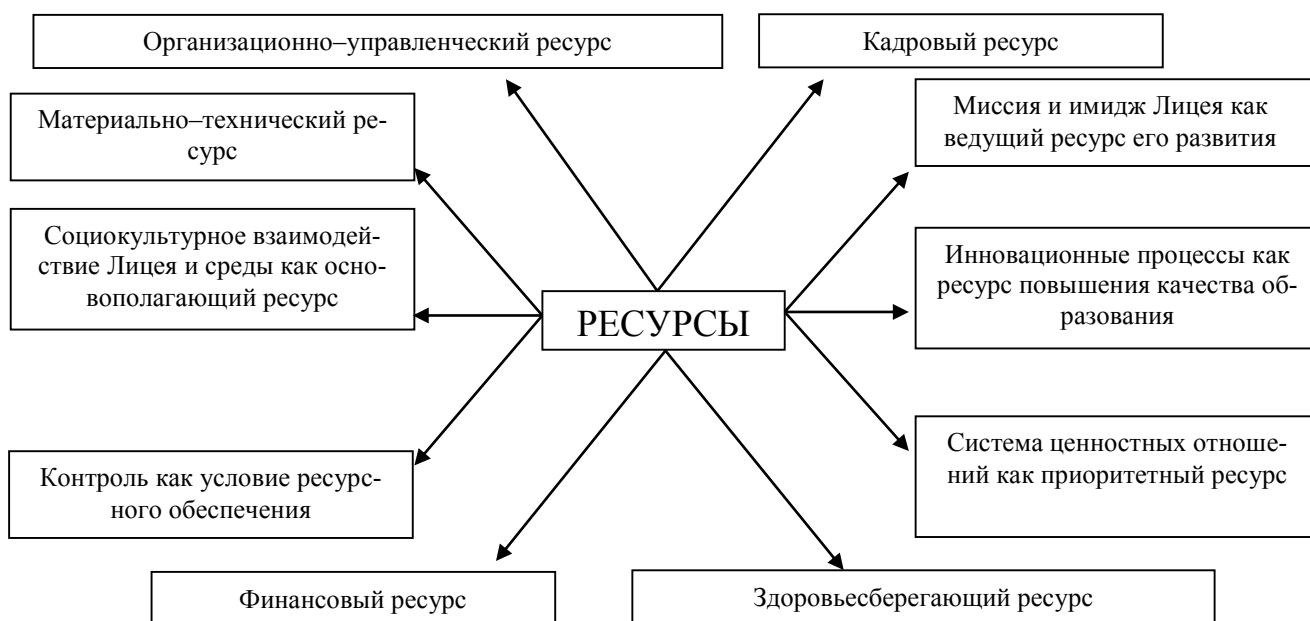 Организационно–управленческий ресурс
Кадровый ресурс
Материально–технический ре-
сурс
Миссия и имидж Лицея как
ведущий ресурс его развития
Социокультурное взаимодей-
ствие Лицея и среды как осно-
вополагающий ресурс
Инновационные процессы как
ресурс повышения качества об-
разования
РЕСУРСЫ
Контроль как условие ресурс-
ного обеспечения
Система ценностных отноше-
ний как приоритетный ресурс
Финансовый ресурс
Здоровьесберегающий ресурс